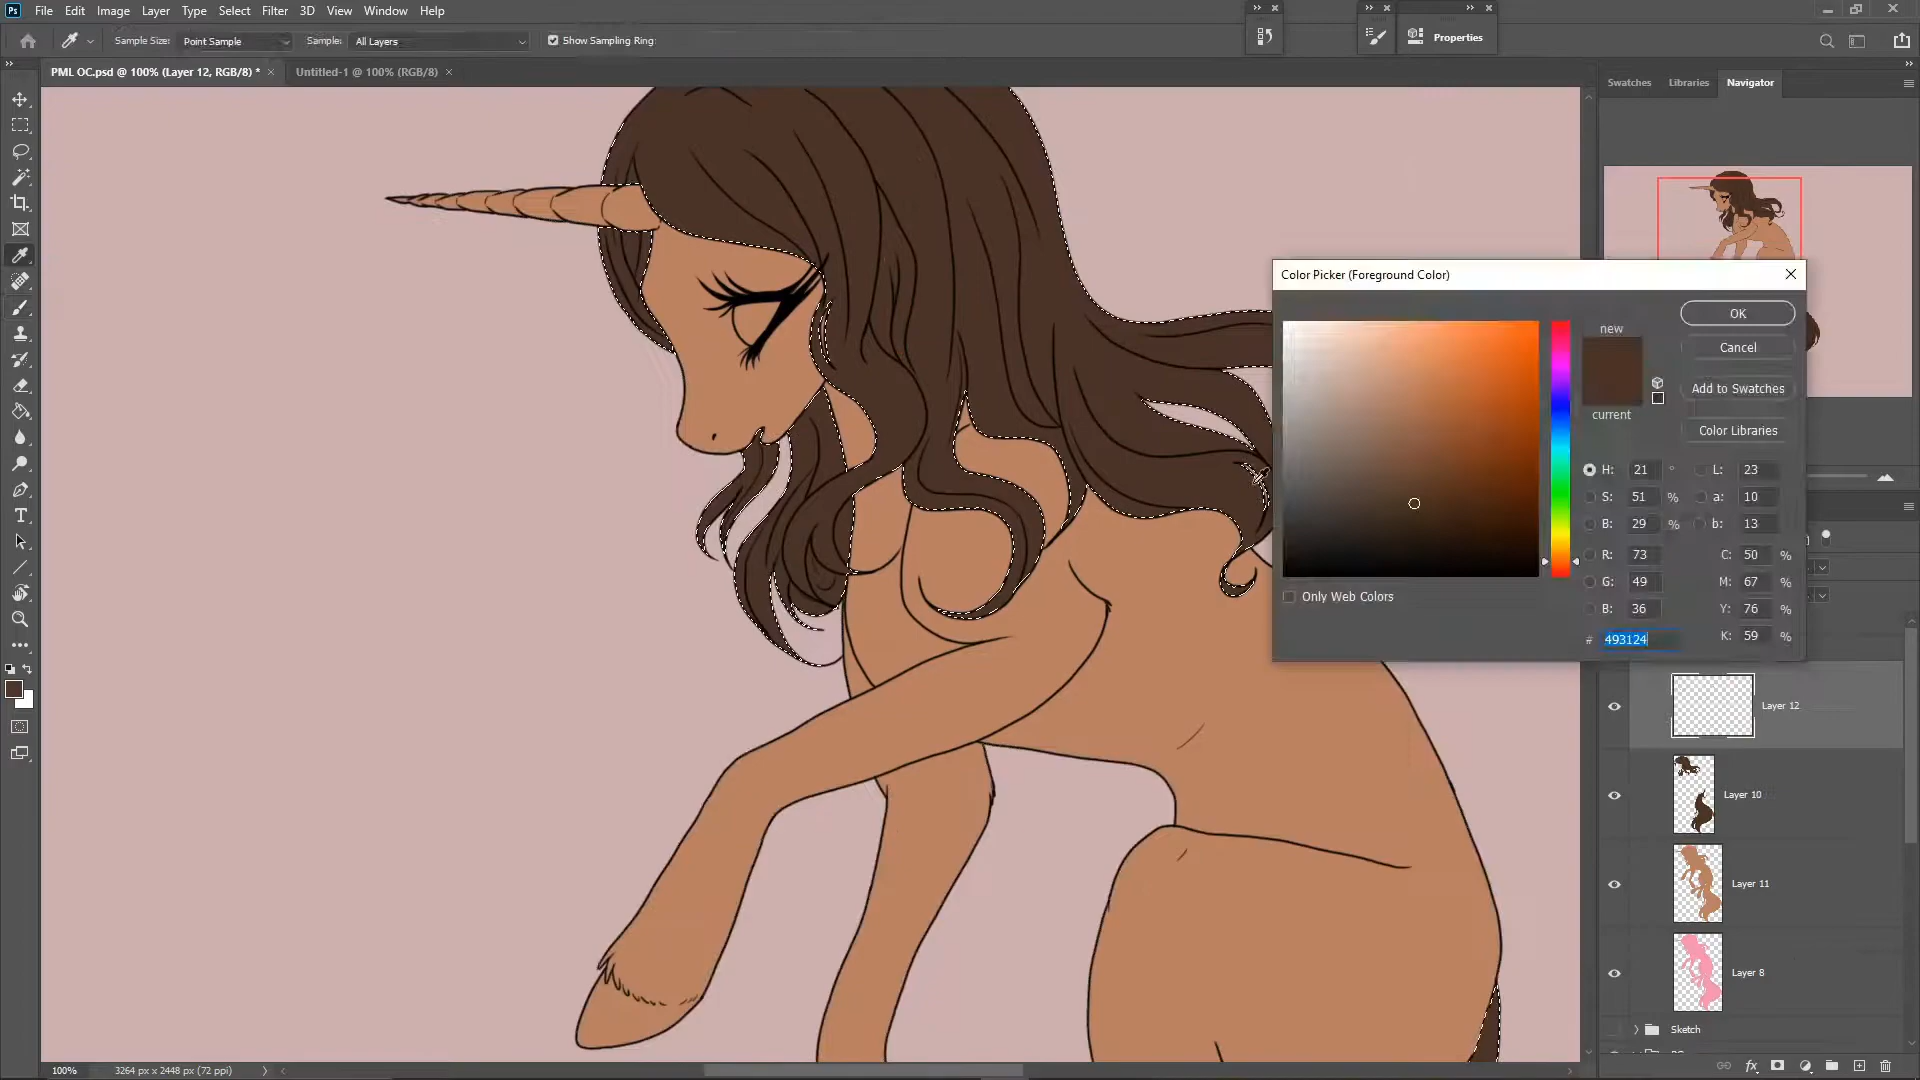 Ps File Edit Image Layer Type Select Filter 3D View Window Help
Sample Size: Point Sample Sample: All Layers Show Sampling Ring Properties
PML OC.psd @ 100% (Layer 12, RGB/8) * Untitled-1 @ 100% (RGB/8)
Swatches Libraries Navigator
Color Picker (Foreground Color)
new
OK
Cancel
Add to Swatches
current
Color Libraries
H: 21 ° L: 23
S: 51 % a: 10
B: 29 % b: 13
R: 73 C: 50 %
G: 49 M: 67 %
B: 36 Y: 76 %
# 493124 K: 59 %
Only Web Colors
Layer 12
Layer 10
Layer 11
Layer 8
Sketch
100% 3264 px x 2448 px (72 ppi)